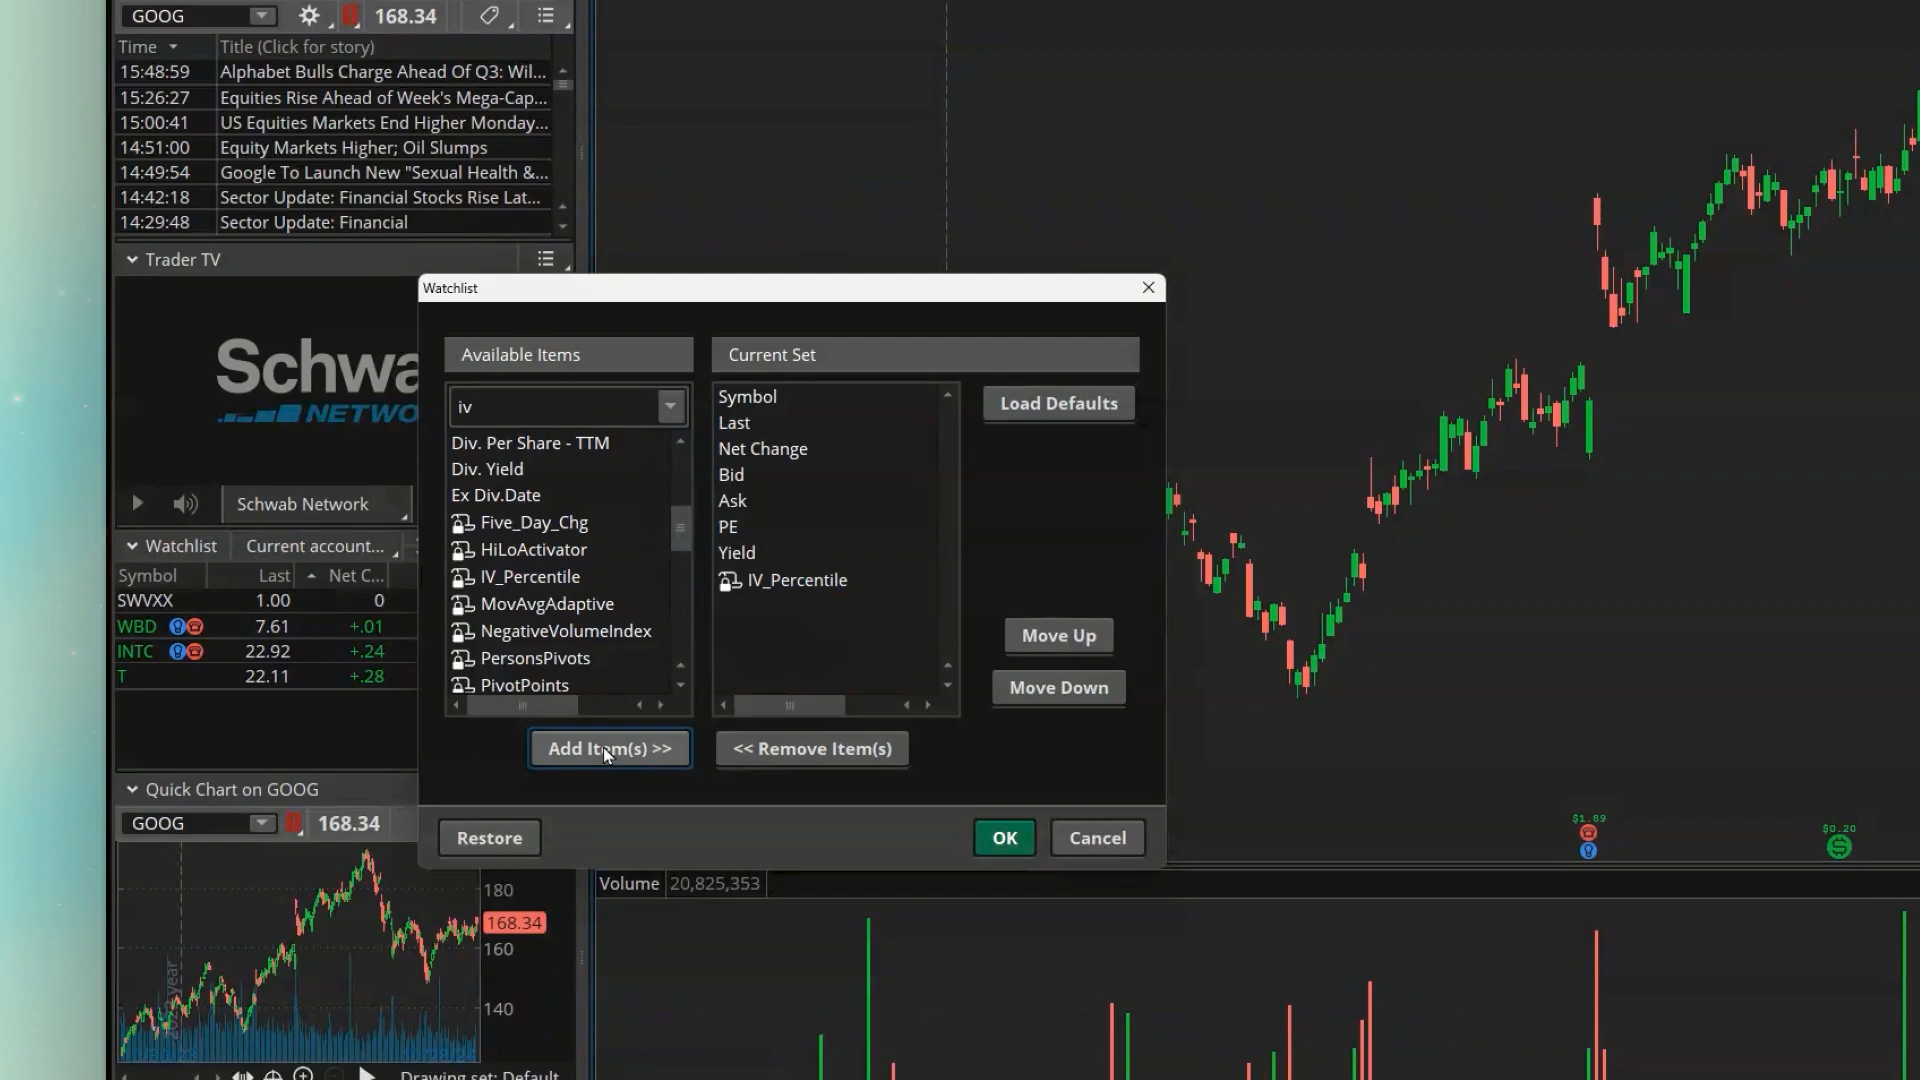 GOOG
168.34
Time
Title (Click for story)
15:48:59 Alphabet Bulls Charge Ahead Of Q3: Wil...
15:26:27 Equities Rise Ahead of Week's Mega-Cap...
15:00:41 US Equities Markets End Higher Monday...
14:51:00 Equity Markets Higher; Oil Slumps
14:49:54 Google To Launch New "Sexual Health &...
14:42:18 Sector Update: Financial Stocks Rise Lat...
14:29:48 Sector Update: Financial
Trader TV
Schwa
NETWO
Schwab Network
Watchlist
Current account...
Symbol Last Net C...
SWVXX 1.00 0
WBD 7.61 +.01
INTC 22.92 +.24
T 22.11 +.28
Quick Chart on GOOG
GOOG
168.34
180
168.34
160
140
Drawing set: Default
Watchlist
Available Items
iv
Div. Per Share - TTM
Div. Yield
Ex Div.Date
Five_Day_Chg
HiLoActivator
IV_Percentile
MovAvgAdaptive
NegativeVolumeIndex
PersonsPivots
PivotPoints
Add Item(s) >>
Current Set
Symbol
Last
Net Change
Bid
Ask
PE
Yield
IV_Percentile
<< Remove Item(s)
Load Defaults
Move Up
Move Down
Restore
OK
Cancel
$1.89
$0.20
Volume 20,825,353